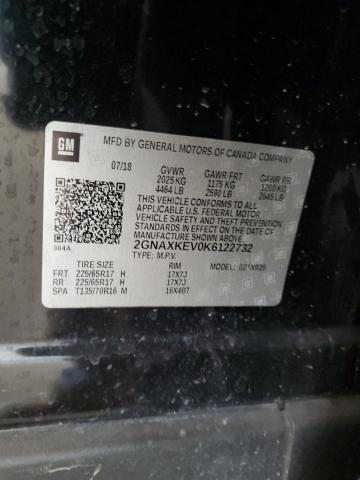 GM
MFD BY GENERAL MOTORS OF CANADA COMPANY
07/18 GVWR GAWR FRT GAWR RR
2025 KG 1175 KG 1200 KG
4464 LB 2590 LB 2645 LB
THIS VEHICLE CONFORMS TO ALL APPLICABLE
U.S. FEDERAL MOTOR VEHICLE SAFETY, BUMPER,
AND THEFT PREVENTION STANDARDS IN EFFECT
ON THE DATE OF MANUFACTURE SHOWN ABOVE.
384A 2GNAXKEV0K6122732
TYPE: M.P.V.
TIRE SIZE RIM MODEL:
FRT 225/65R17 H 17X7J
RR 225/65R17 H 17X7J
SPA T135/70R16 M 16X4BT